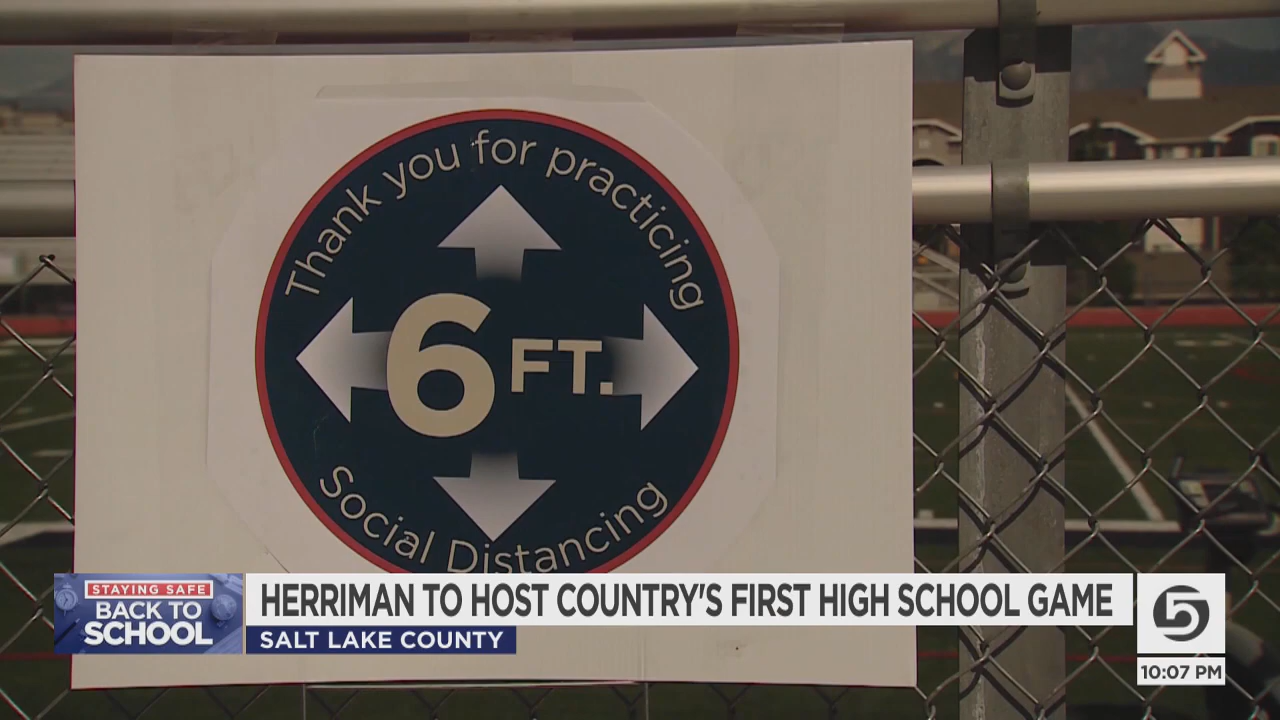 Thank you for practicing
6 FT.
Social Distancing
STAYING SAFE
BACK TO
SCHOOL
HERRIMAN TO HOST COUNTRY'S FIRST HIGH SCHOOL GAME
SALT LAKE COUNTY
5
10:07 PM